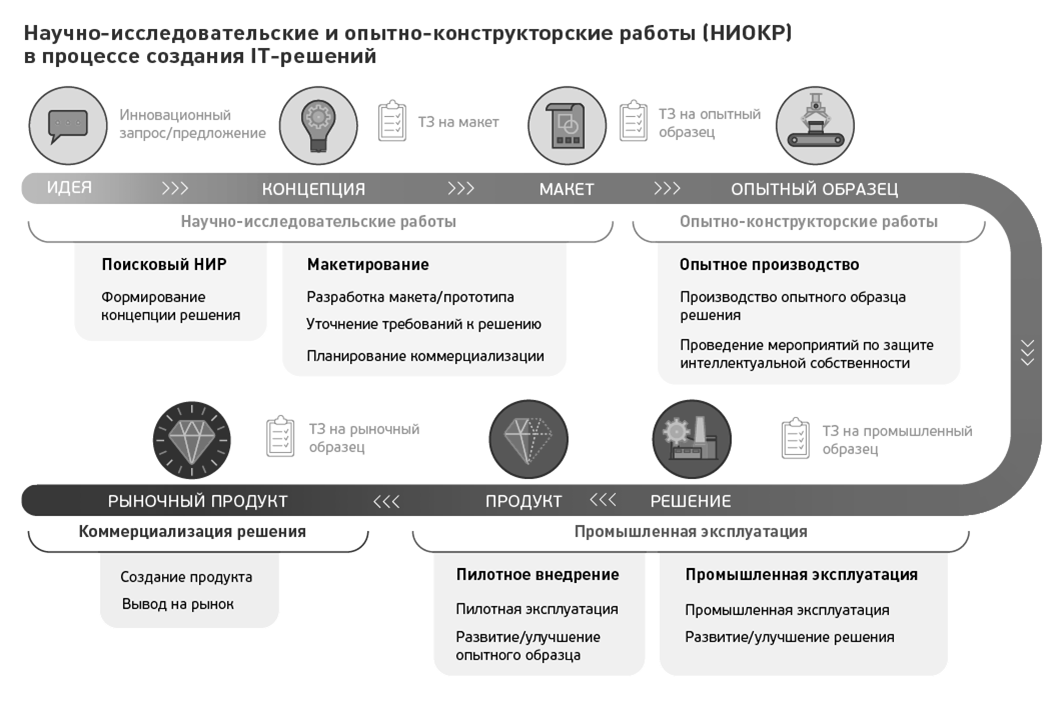 Научно-исследовательские и опытно-конструкторские работы (НИОКР)
в процессе создания IT-решений
Инновационный
запрос/предложение
ТЗ на макет
ТЗ на опытный
образец
ИДЕЯ
КОНЦЕПЦИЯ
МАКЕТ
ОПЫТНЫЙ ОБРАЗЕЦ
Научно-исследовательские работы
Опытно-конструкторские работы
Поисковый НИР
Формирование
концепции решения
Макетирование
Разработка макета/прототипа
Уточнение требований к решению
Планирование коммерциализации
Опытное производство
Производство опытного образца
решения
Проведение мероприятий по защите
интеллектуальной собственности
ТЗ на рыночный
образец
ТЗ на промышленный
образец
РЫНОЧНЫЙ ПРОДУКТ
ПРОДУКТ
РЕШЕНИЕ
Коммерциализация решения
Промышленная эксплуатация
Создание продукта
Вывод на рынок
Пилотное внедрение
Пилотная эксплуатация
Развитие/улучшение
опытного образца
Промышленная эксплуатация
Промышленная эксплуатация
Развитие/улучшение решения